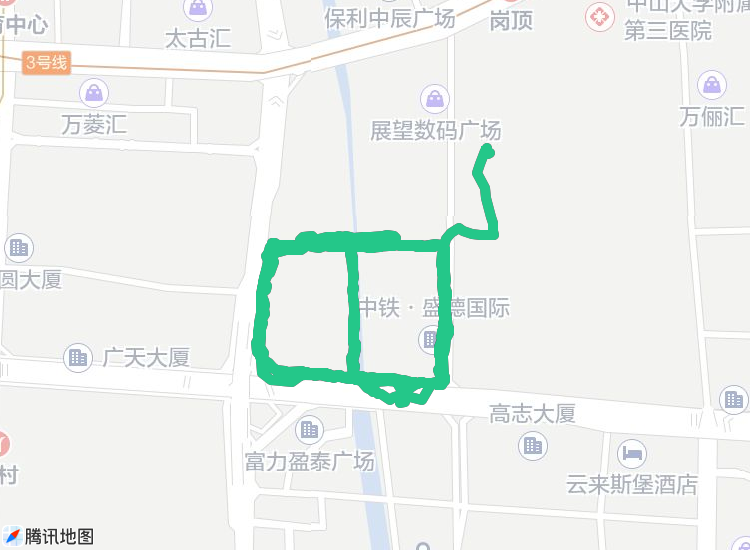 保利中辰广场
岗顶
中山大学附属
第三医院
育中心
太古汇
3号线
万菱汇
展望数码广场
万俪汇
圆大厦
中铁·盛德国际
广天大厦
高志大厦
富力盈泰广场
村
云来斯堡酒店
腾讯地图